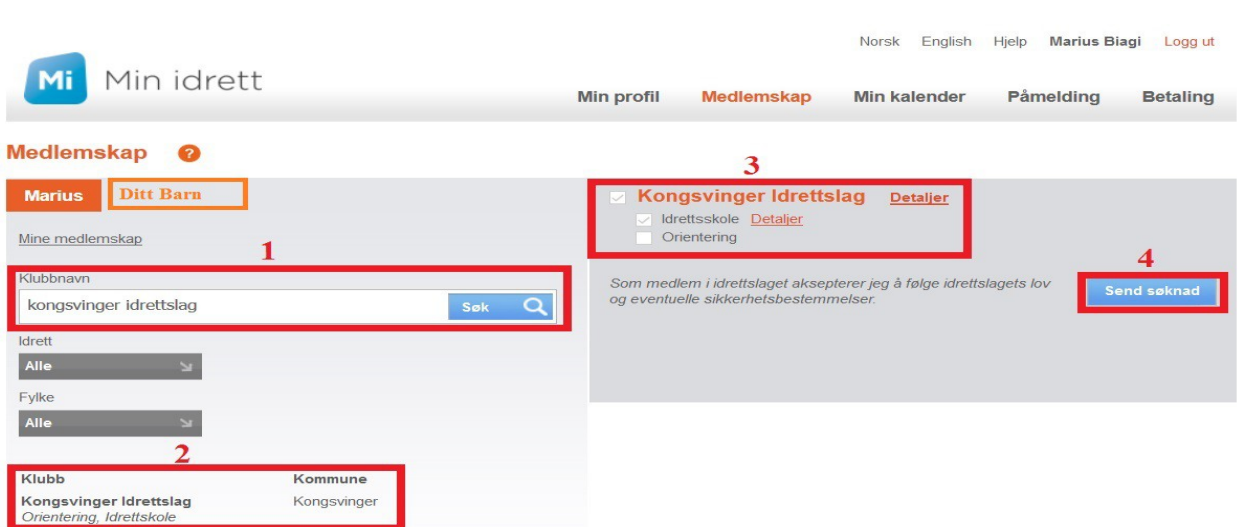 Norsk English Hjelp Marius Biagi Logg ut
Mi Min idrett
Min profil Medlemskap Min kalender Påmelding Betaling
Medlemskap ?
Marius Ditt Barn
Mine medlemskap
1
Klubbnavn
kongsvinger idrettslag Søk
Idrett
Alle
Fylke
Alle
2
Klubb Kommune
Kongsvinger Idrettslag Kongsvinger
Orientering, Idrettskole
3
Kongsvinger Idrettslag Detaljer
Idrettsskole Detaljer
Orientering
Som medlem i idrettslaget aksepterer jeg å følge idrettslagets lov
og eventuelle sikkerhetsbestemmelser.
4
Send søknad